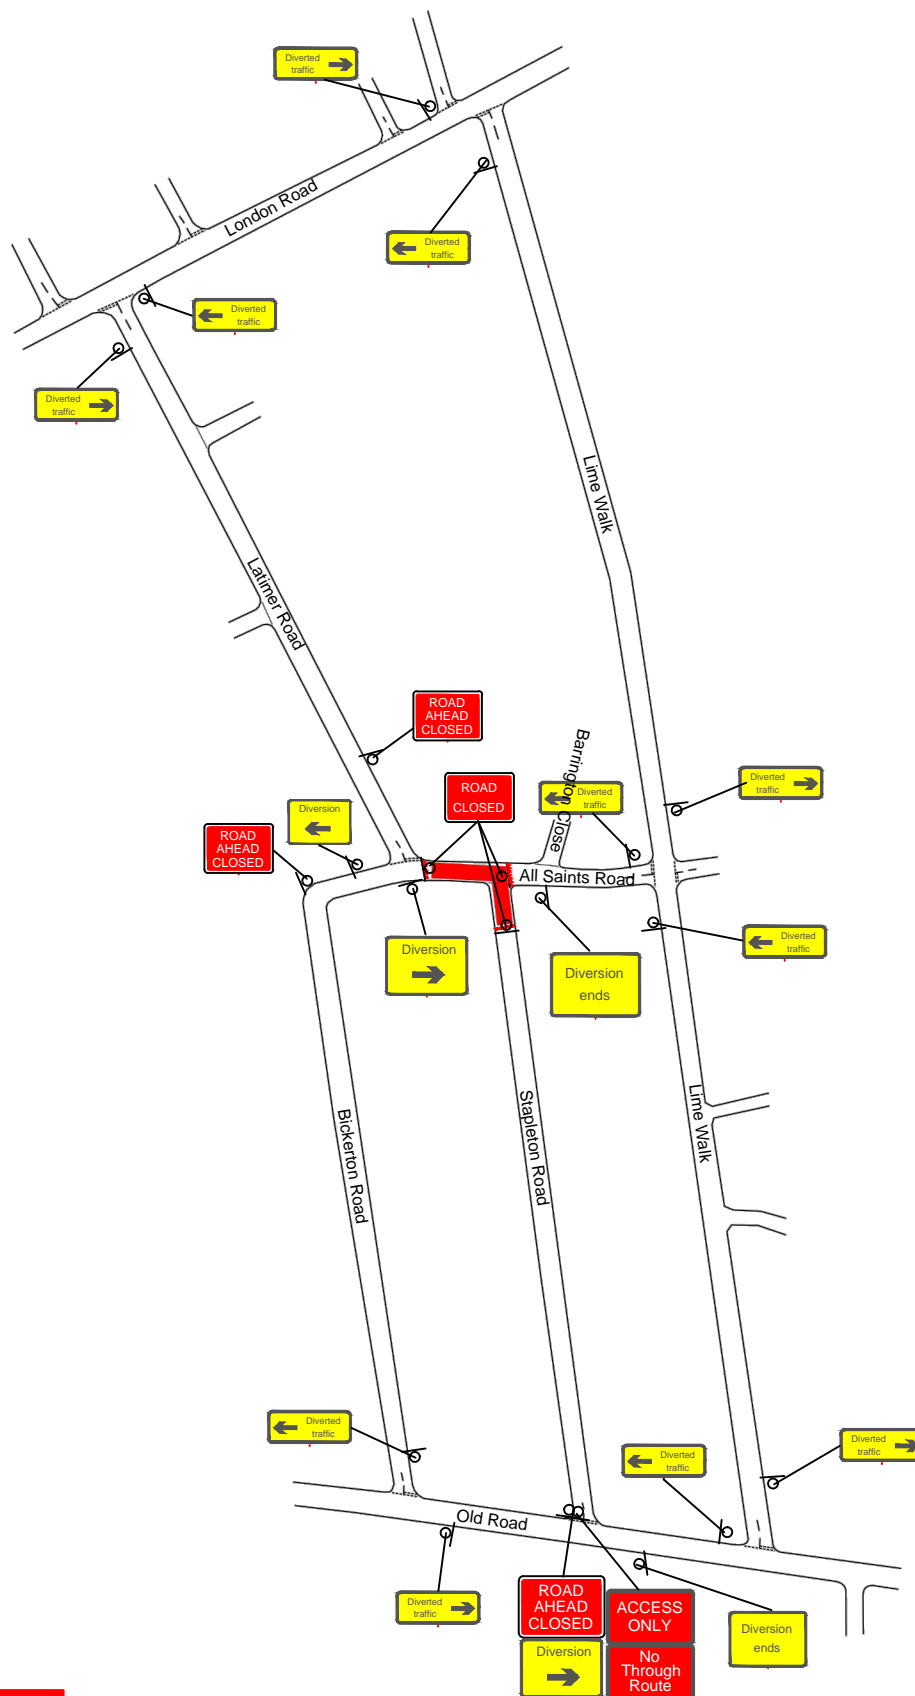 Diverted
traffic
London Road
Diverted
traffic
Diverted
traffic
Diverted
traffic
Lime Walk
Latimer Road
ROAD
AHEAD
CLOSED
Barrington Close
ROAD
CLOSED
Diverted
traffic
Diverted
traffic
Diversion
ROAD
AHEAD
CLOSED
All Saints Road
Diversion
Diversion
ends
Diverted
traffic
Bickerton Road
Stapleton Road
Lime Walk
Diverted
traffic
Diverted
traffic
Diverted
traffic
Old Road
Diverted
traffic
ROAD
AHEAD
CLOSED
Diversion
ACCESS
ONLY
No
Through
Route
Diversion
ends